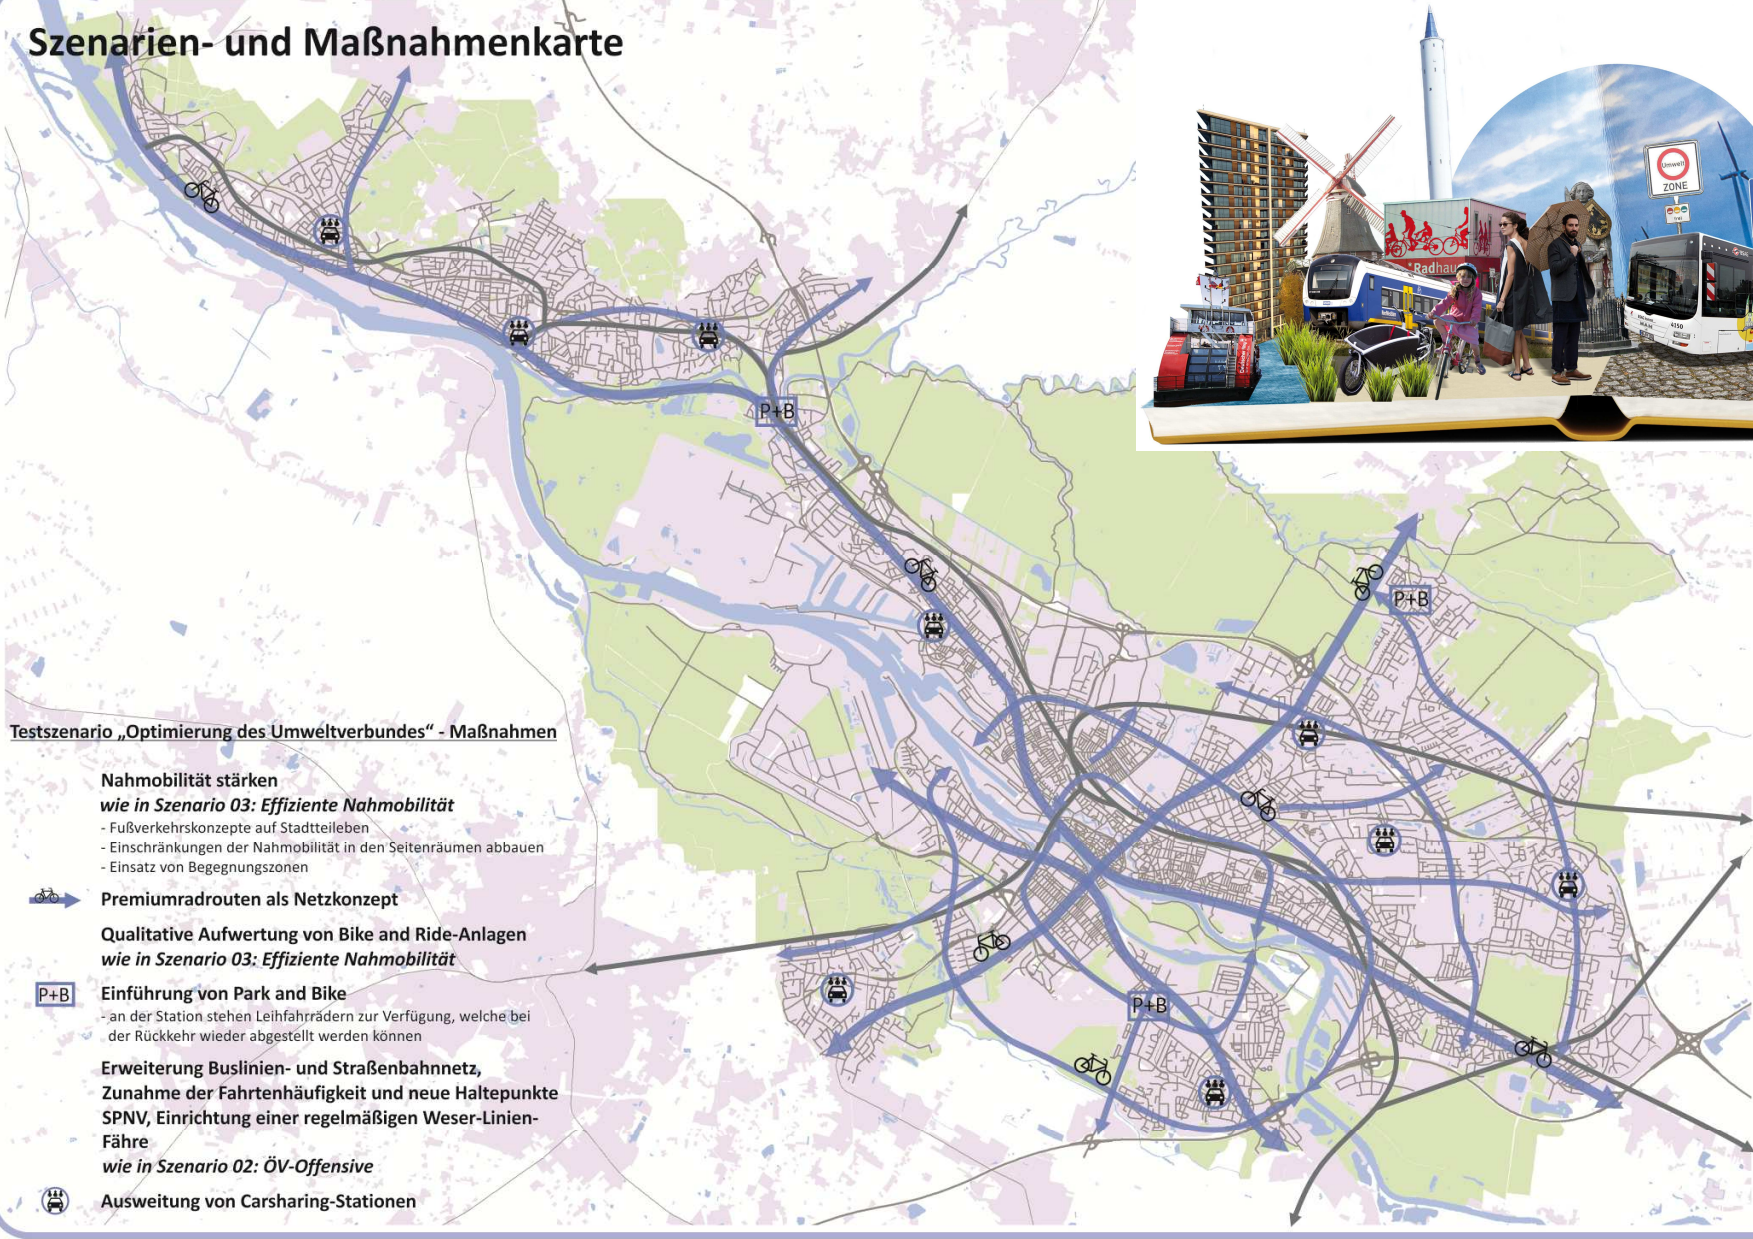 Szenarien- und Maßnahmenkarte
Umwelt
ZONE
frei
Radhau
4150
P+B
P+B
P+B
Testszenario „Optimierung des Umweltverbundes“ - Maßnahmen
Nahmobilität stärken
wie in Szenario 03: Effiziente Nahmobilität
- Fußverkehrskonzepte auf Stadtteileben
- Einschränkungen der Nahmobilität in den Seitenräumen abbauen
- Einsatz von Begegnungszonen
Premiumradrouten als Netzkonzept
Qualitative Aufwertung von Bike and Ride-Anlagen
wie in Szenario 03: Effiziente Nahmobilität
P+B
Einführung von Park and Bike
- an der Station stehen Leihfahrrädern zur Verfügung, welche bei
der Rückkehr wieder abgestellt werden können
Erweiterung Buslinien- und Straßenbahnnetz,
Zunahme der Fahrtenhäufigkeit und neue Haltepunkte
SPNV, Einrichtung einer regelmäßigen Weser-Linien-
Fähre
wie in Szenario 02: ÖV-Offensive
Ausweitung von Carsharing-Stationen